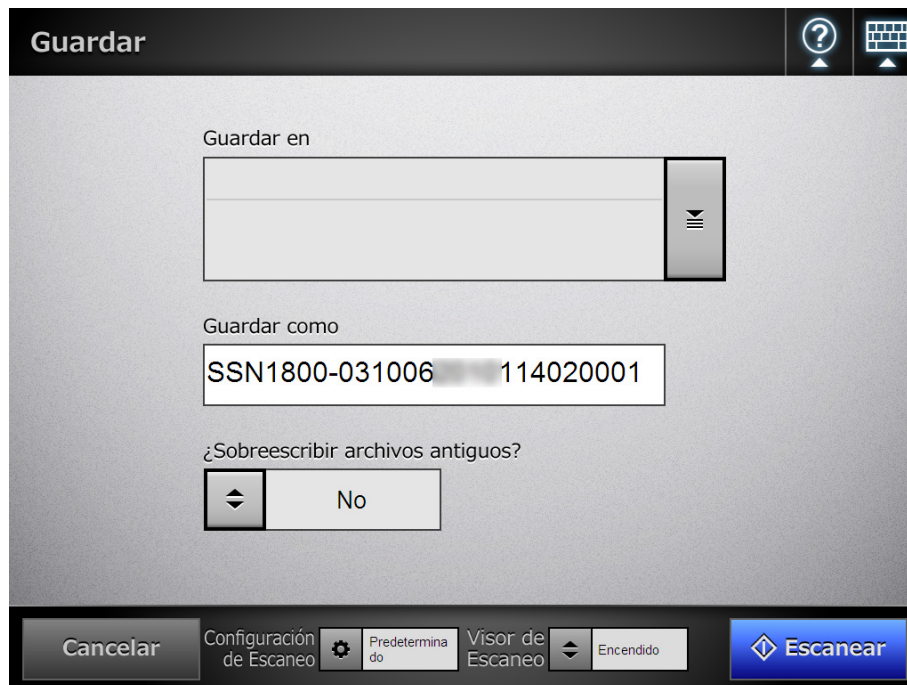 Guardar
Guardar en
Guardar como
SSN1800-031006 114020001
¿Sobreescribir archivos antiguos?
No
Cancelar
Configuración
de Escaneo
Predetermina
do
Visor de
Escaneo
Encendido
Escanear